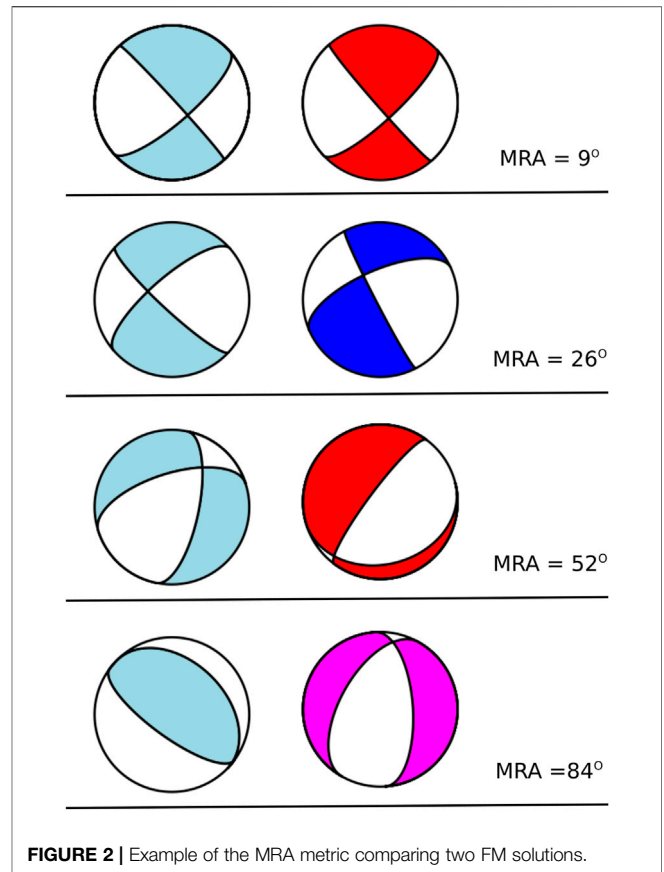 MRA = 9°
MRA = 26°
MRA = 52°
MRA =84°
FIGURE 2 | Example of the MRA metric comparing two FM solutions.